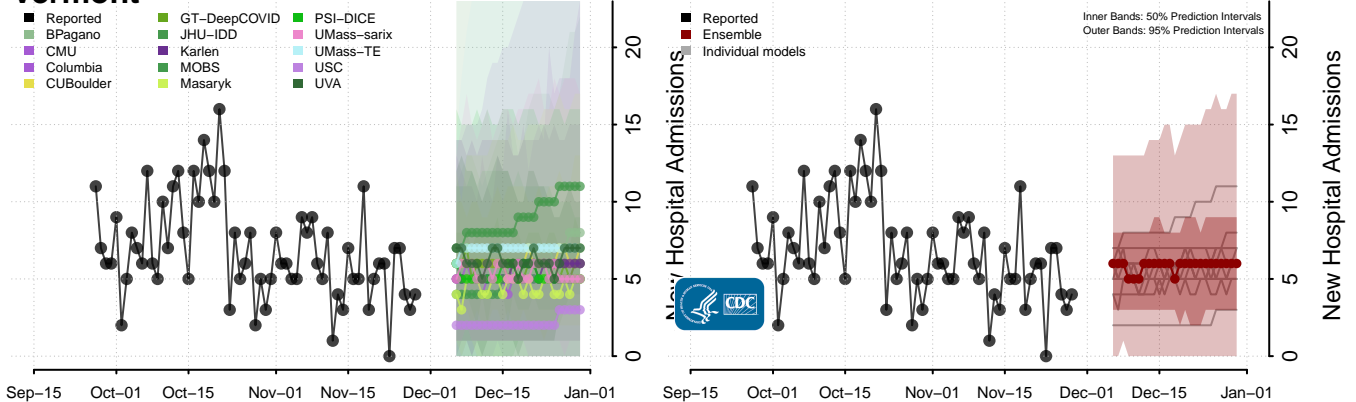 Vermont
Reported
BPagano
CMU
Columbia
CUBoulder
GT−DeepCOVID
JHU−IDD
Karlen
MOBS
Masaryk
PSI−DICE
UMass−sarix
UMass−TE
USC
UVA
0
5
10
15
20
New Hospital Admissions
Sep−15
Oct−01
Oct−15
Nov−01
Nov−15
Dec−01
Dec−15
Jan−01
Reported
Ensemble
Individual models
Inner Bands: 50% Prediction Intervals
Outer Bands: 95% Prediction Intervals
CDC
0
5
10
15
20
New Hospital Admissions
Sep−15
Oct−01
Oct−15
Nov−01
Nov−15
Dec−01
Dec−15
Jan−01